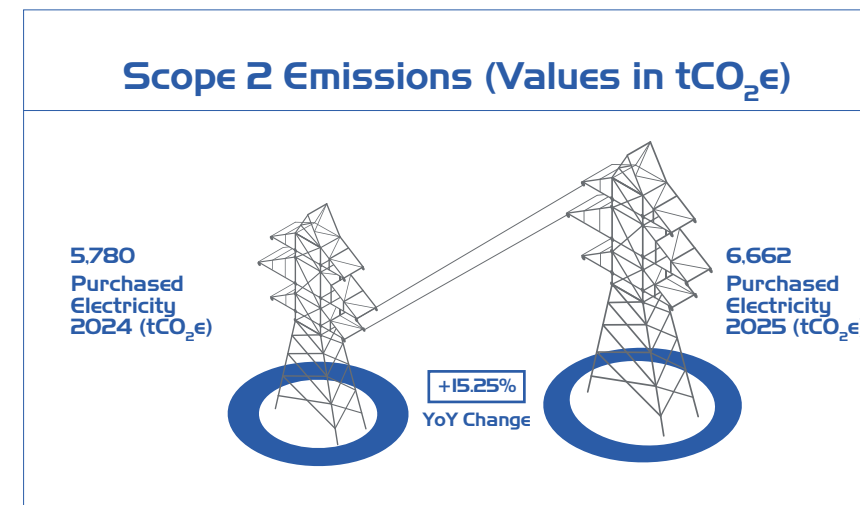 Scope 2 Emissions (Values in tCO₂e)
5,780
Purchased
Electricity
2024 (tCO₂e)
+15.25%
YoY Change
6,662
Purchased
Electricity
2025 (tCO₂e